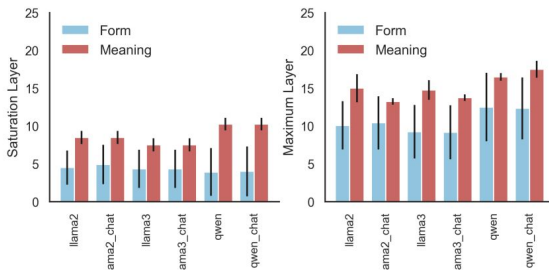 25
20
15
10
5
0
Saturation Layer
Form
Meaning
llama2
ama2_chat
llama3
ama3_chat
qwen
qwen_chat
25
20
15
10
5
0
Maximum Layer
Form
Meaning
llama2
ama2_chat
llama3
ama3_chat
qwen
qwen_chat